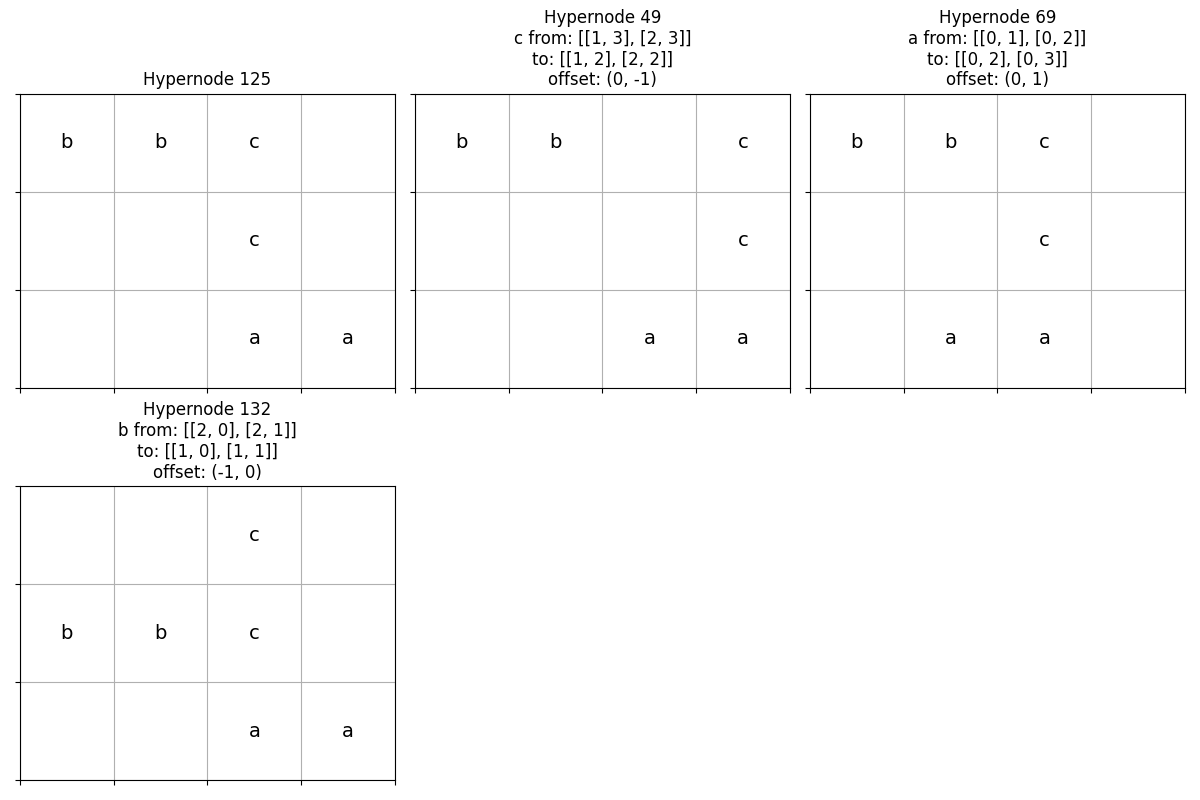 Hypernode 125
b b c
c
a a
Hypernode 49
c from: [[1, 3], [2, 3]]
to: [[1, 2], [2, 2]]
offset: (0, -1)
b b c
c
a a
Hypernode 69
a from: [[0, 1], [0, 2]]
to: [[0, 2], [0, 3]]
offset: (0, 1)
b b c
c
a a
Hypernode 132
b from: [[2, 0], [2, 1]]
to: [[1, 0], [1, 1]]
offset: (-1, 0)
c
b b c
a a